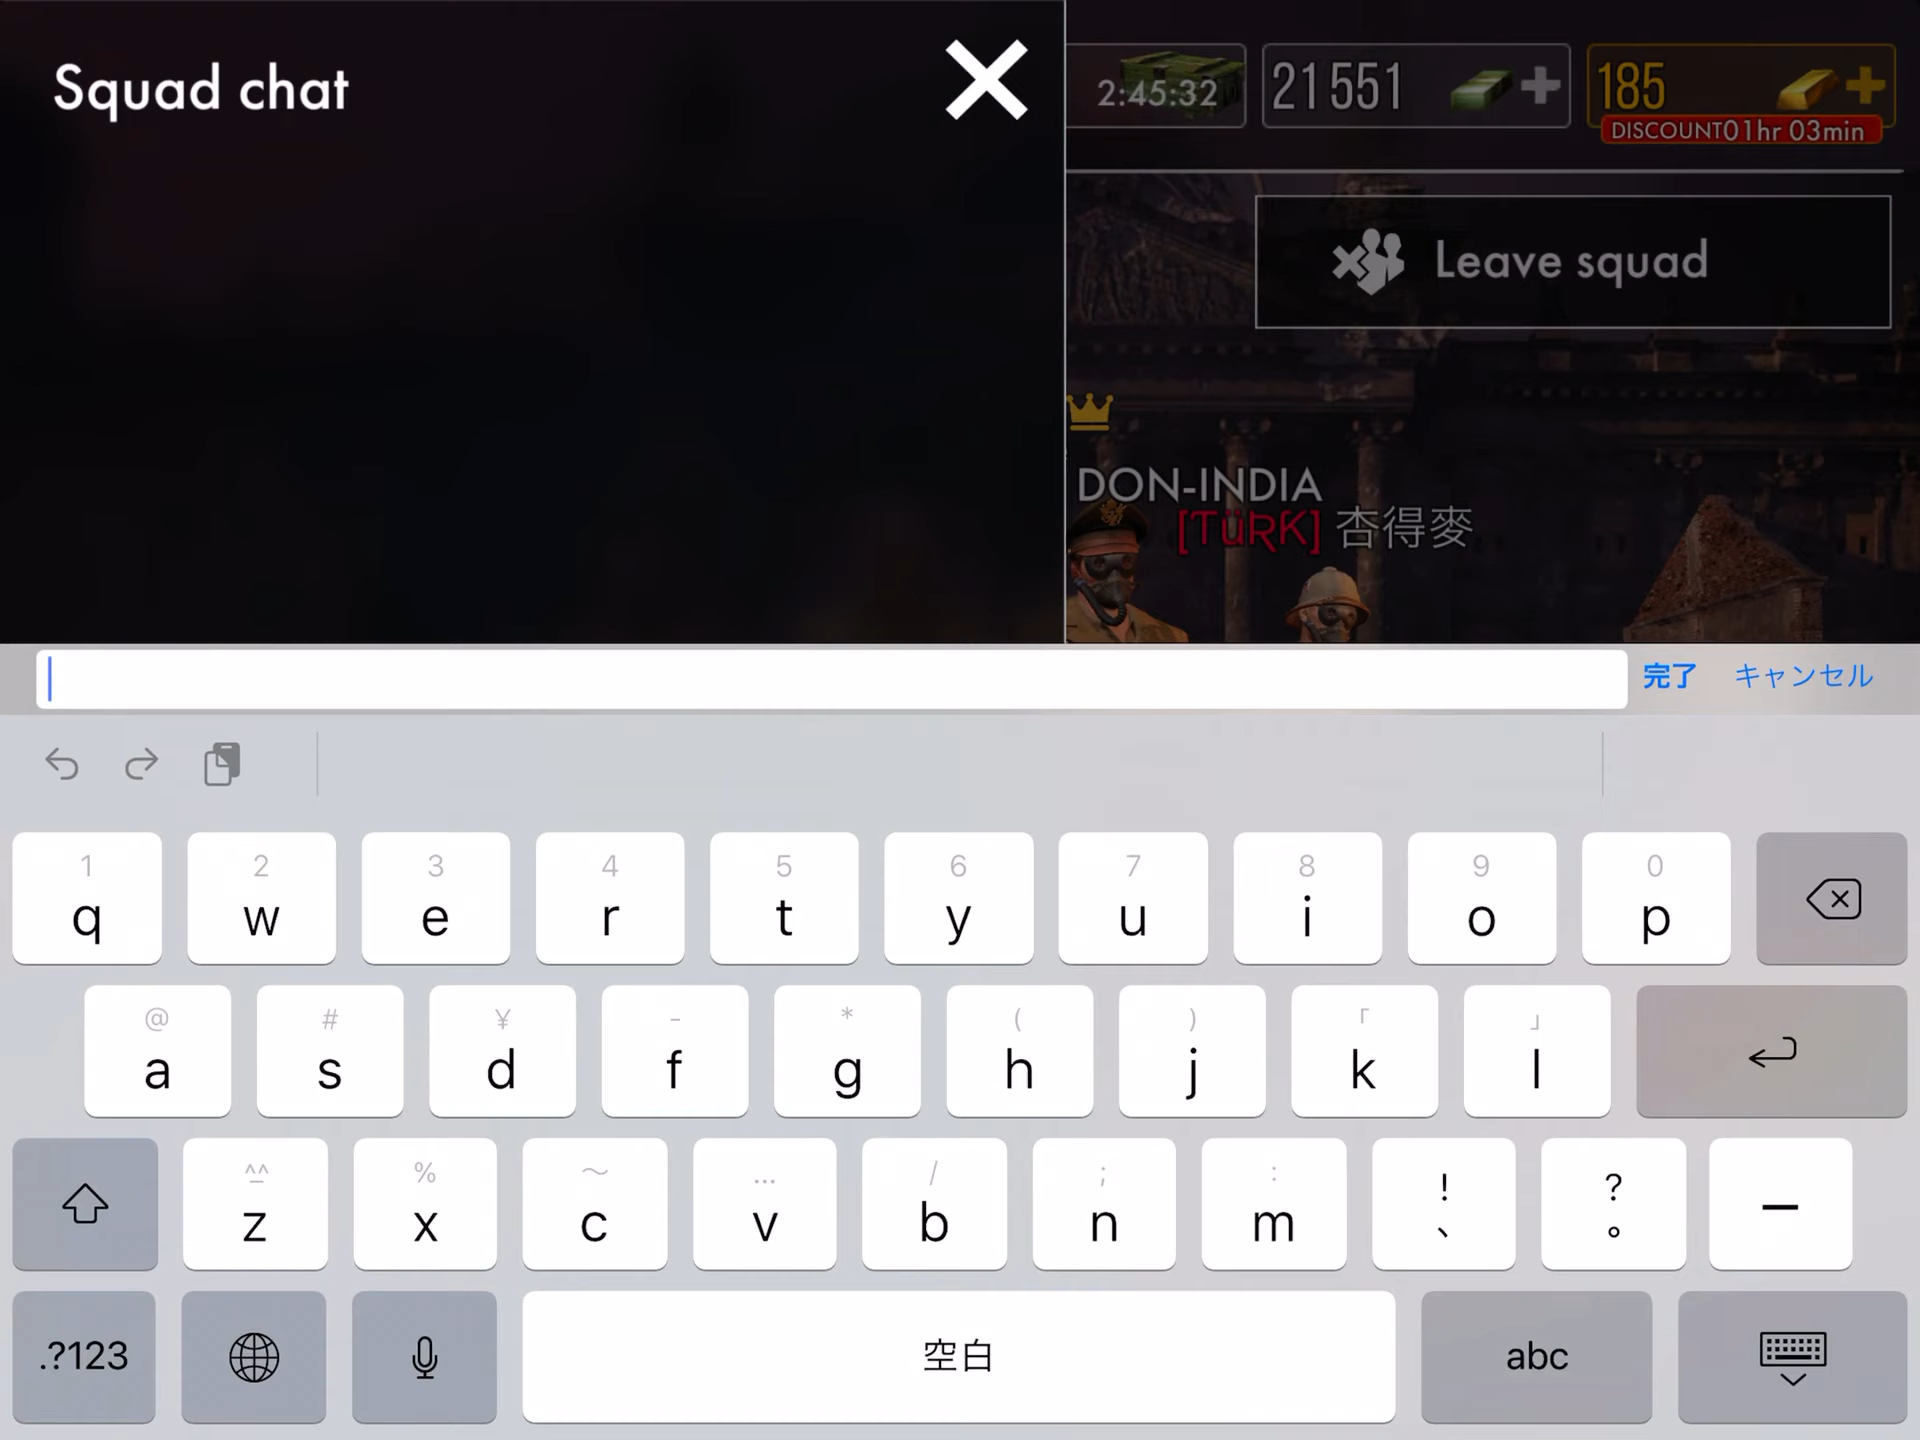 Squad chat
2:45:32
21 551
185
DISCOUNT01hr 03min
Leave squad
DON-INDIA
[TüRK] 杏得麥
完了 キャンセル
1 2 3 4 5 6 7 8 9 0
q w e r t y u i o p
@ # ¥ - * ( ) 「 」
a s d f g h j k l
^_^ % 〜 … / ; : ! ?
z x c v b n m 、 。 ー
.?123 空白 abc